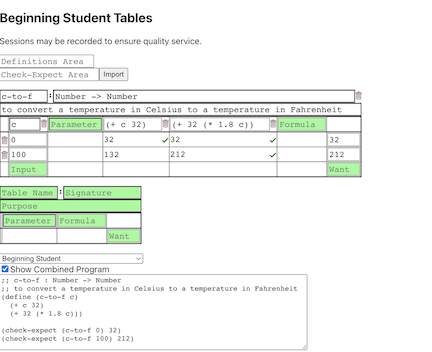 Beginning Student Tables
Sessions may be recorded to ensure quality service.
Definitions Area
Check-Expect Area Import
c-to-f : Number -> Number
to convert a temperature in Celsius to a temperature in Fahrenheit
c Parameter (+ c 32) (+ 32 (* 1.8 c)) Formula
0 32 ✓ 32 ✓ 32
100 132 212 ✓ 212
Input Want
Table Name : Signature
Purpose
Parameter Formula
Want
Beginning Student
Show Combined Program
;; c-to-f : Number -> Number
;; to convert a temperature in Celsius to a temperature in Fahrenheit
(define (c-to-f c)
(+ c 32)
(+ 32 (* 1.8 c)))
(check-expect (c-to-f 0) 32)
(check-expect (c-to-f 100) 212)